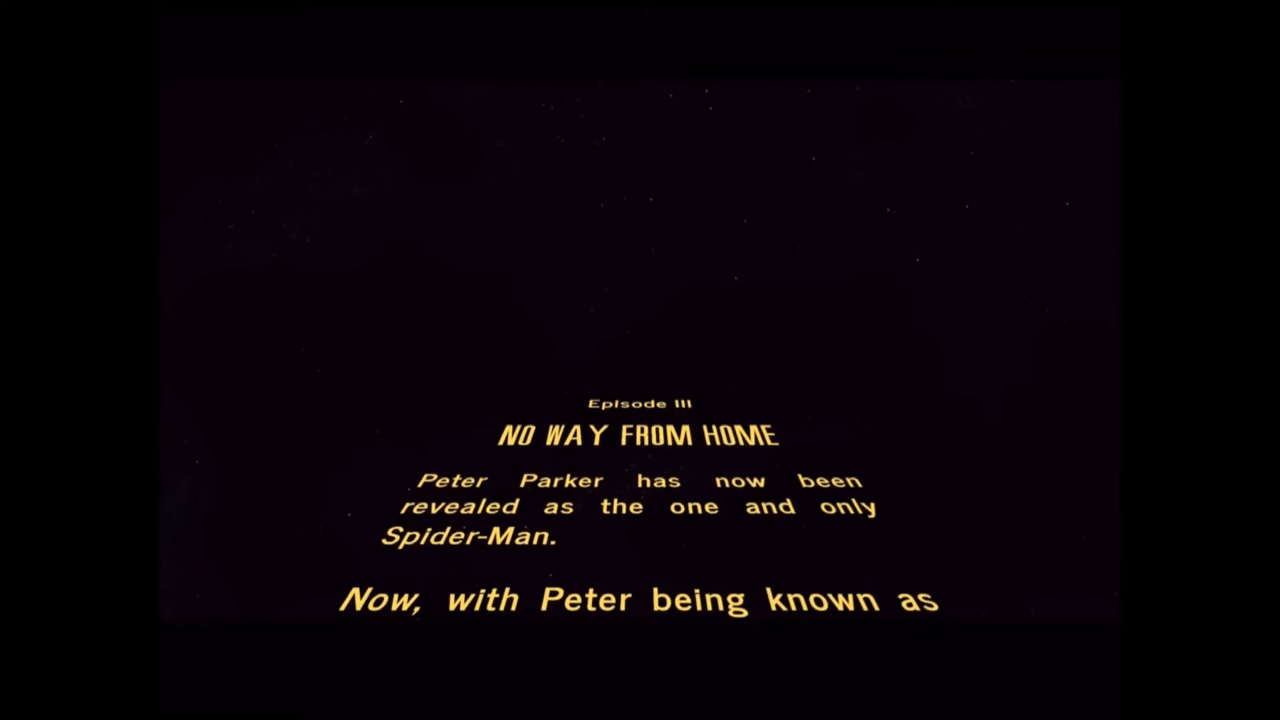 Episode III
NO WAY FROM HOME
Peter Parker has now been
revealed as the one and only
Spider-Man.
Now, with Peter being known as